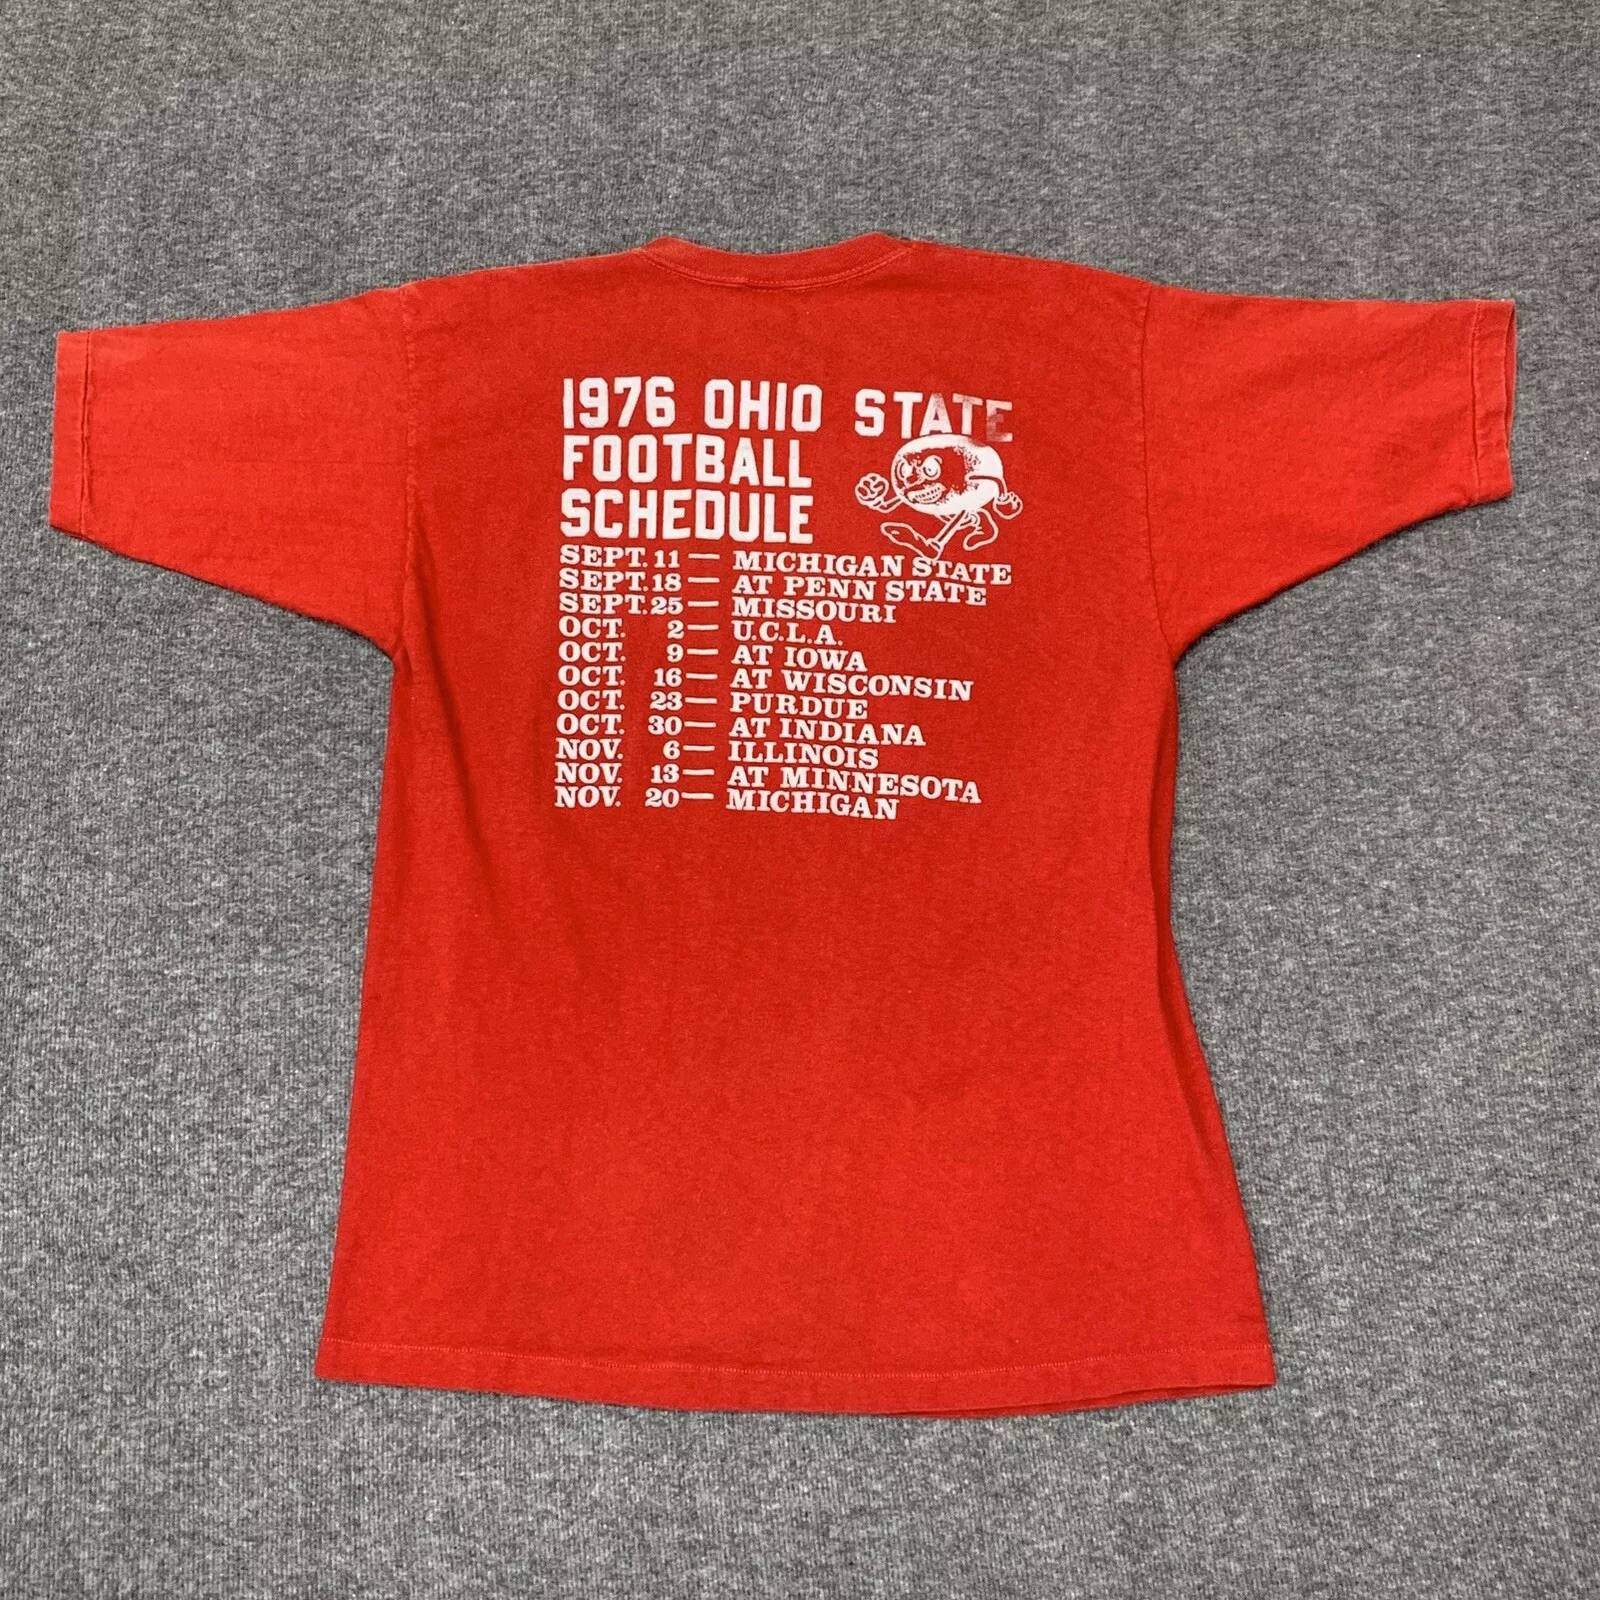 1976 OHIO STATE
FOOTBALL
SCHEDULE
SEPT. 11 — MICHIGAN STATE
SEPT. 18 — AT PENN STATE
SEPT. 25 — MISSOURI
OCT. 2 — U.C.L.A.
OCT. 9 — AT IOWA
OCT. 16 — AT WISCONSIN
OCT. 23 — PURDUE
OCT. 30 — AT INDIANA
NOV. 6 — ILLINOIS
NOV. 13 — AT MINNESOTA
NOV. 20 — MICHIGAN